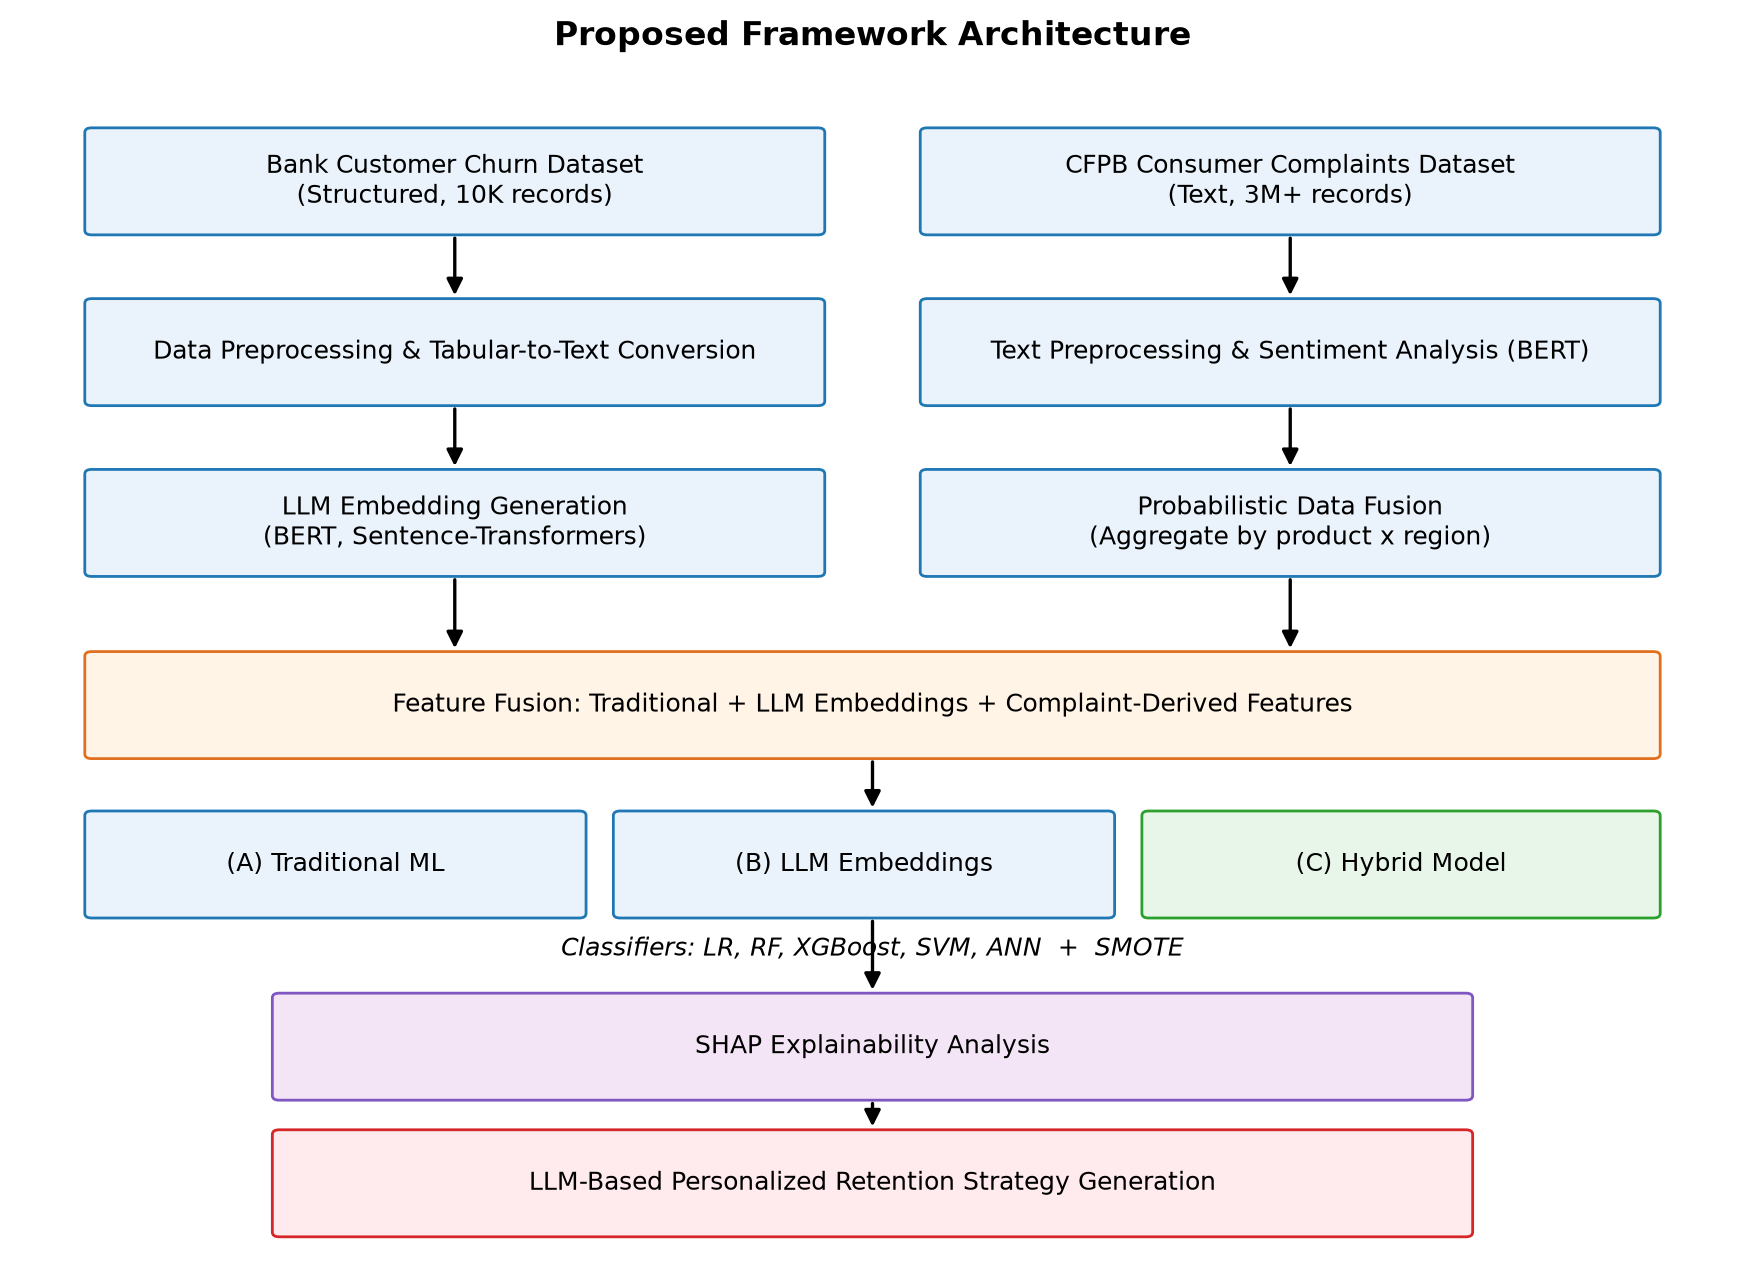 Proposed Framework Architecture
Bank Customer Churn Dataset
(Structured, 10K records)
CFPB Consumer Complaints Dataset
(Text, 3M+ records)
Data Preprocessing & Tabular-to-Text Conversion
Text Preprocessing & Sentiment Analysis (BERT)
LLM Embedding Generation
(BERT, Sentence-Transformers)
Probabilistic Data Fusion
(Aggregate by product x region)
Feature Fusion: Traditional + LLM Embeddings + Complaint-Derived Features
(A) Traditional ML
(B) LLM Embeddings
(C) Hybrid Model
Classifiers: LR, RF, XGBoost, SVM, ANN + SMOTE
SHAP Explainability Analysis
LLM-Based Personalized Retention Strategy Generation